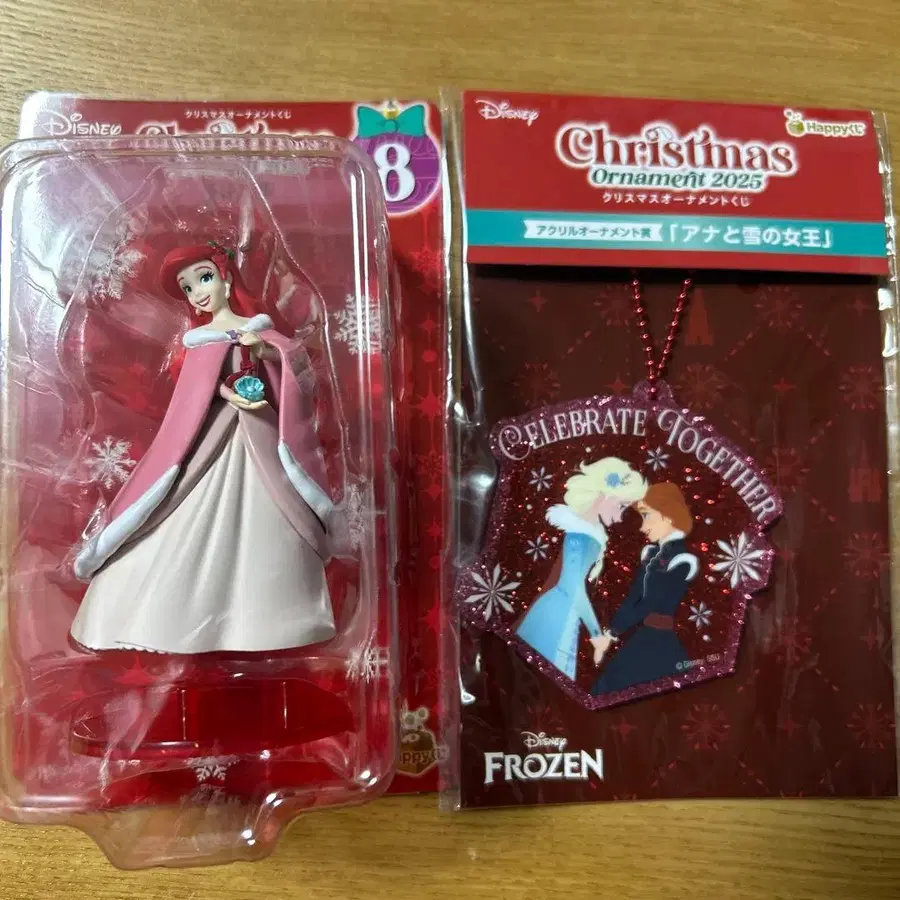 Disney
クリスマスオーナメントくじ
Christmas
8
Disney
Happyくじ
Christmas
Ornament 2025
クリスマスオーナメントくじ
アクリルオーナメント賞 「アナと雪の女王」
CELEBRATE TOGETHER
© Disney
Disney
FROZEN